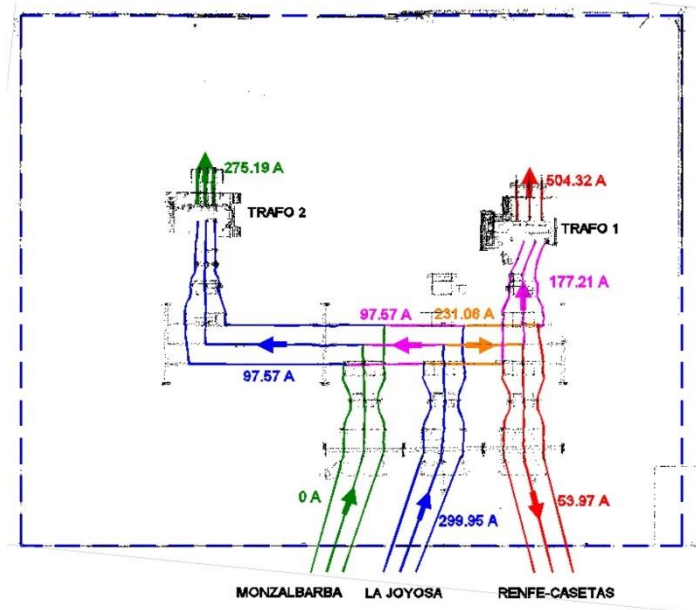 275.19 A
504.32 A
TRAFO 2
TRAFO 1
177.21 A
97.57 A
231.06 A
97.57 A
0 A
299.95 A
53.97 A
MONZALBARBA
LA JOYOSA
RENFE-CASETAS